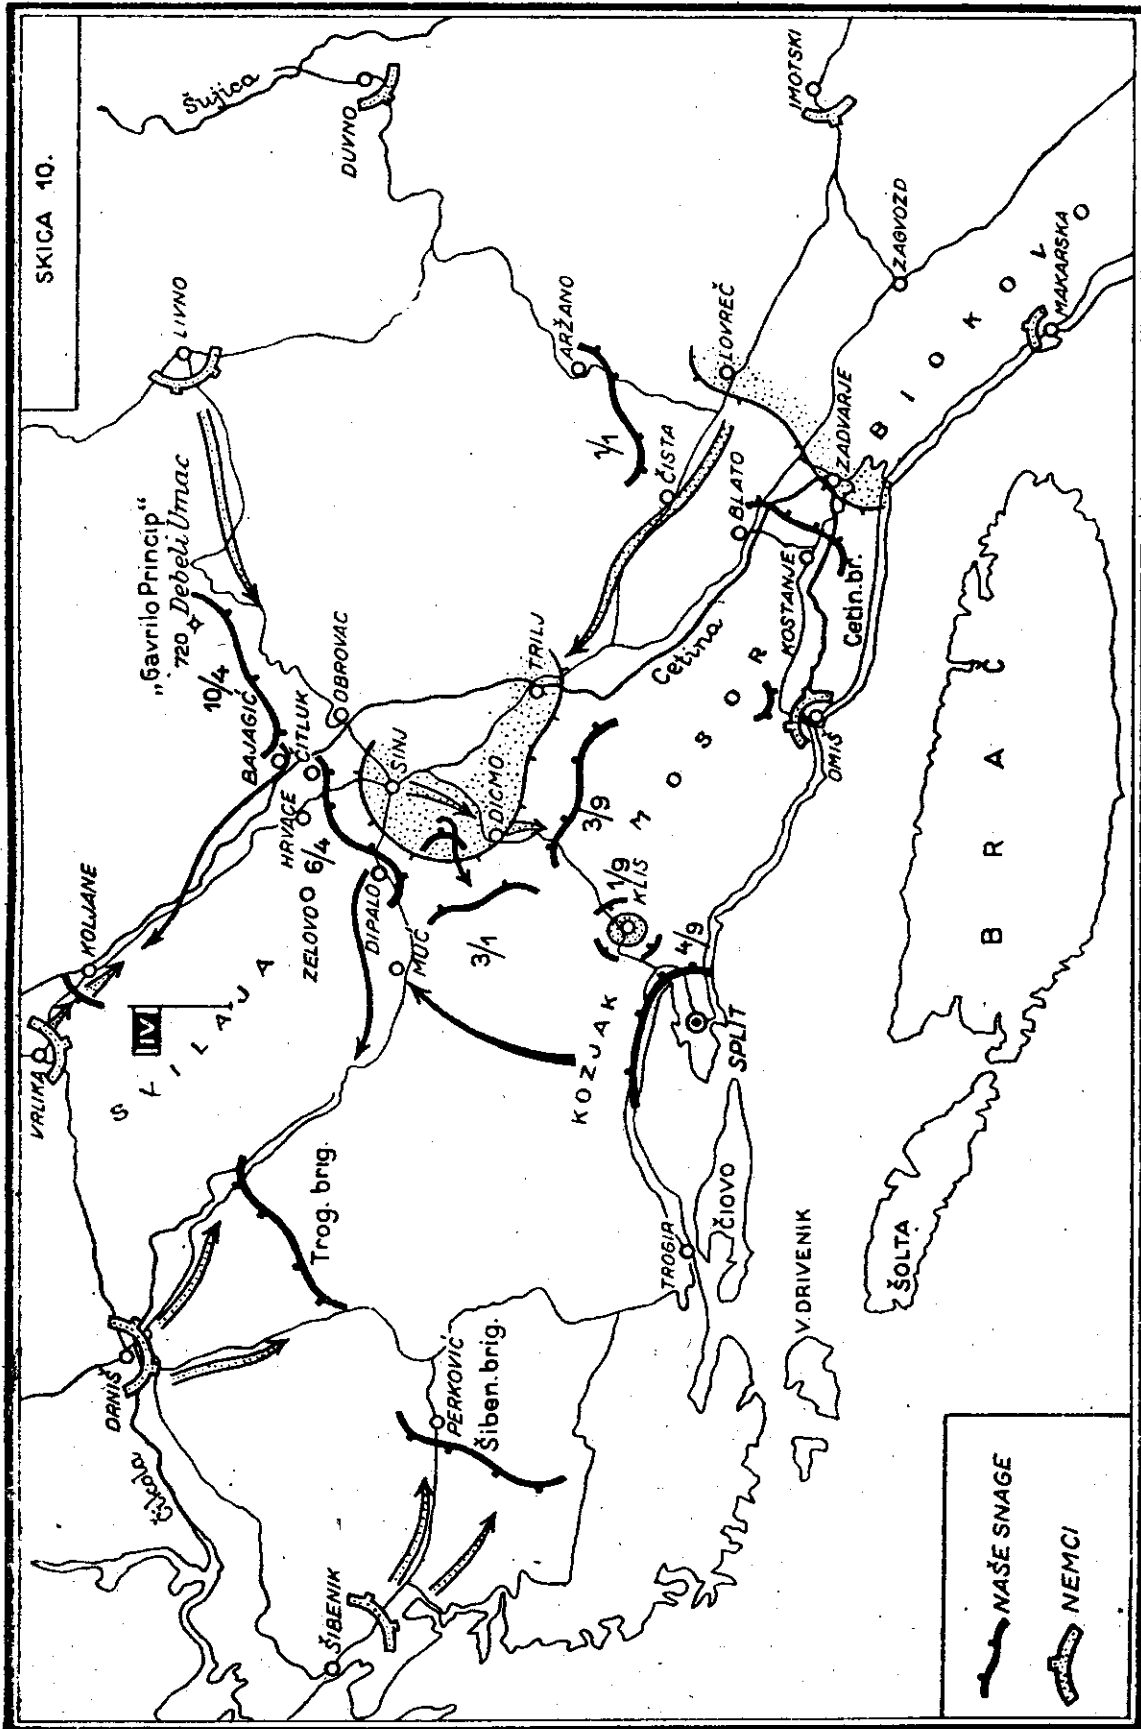 SKICA 10.
VRLIKA
KOLJANE
DRNIŠ
Čikola
SVILAJA
IV
LIVNO
Šujica
"Gavrilo Princip"
720 Debeli Umac
10/4
BAJAGIĆ
ČITLUK
HRVACE
OBROVAC
ZELOVO
6/4
DUVNO
Trog. brig.
ŠIBENIK
DIPALO
SINJ
MUĆ
PERKOVIĆ
Šiben. brig.
3/1
DICMO
TRILJ
ARŽANO
1/1
ČISTA
KOZJAK
3/9
1/9
KLIS
4/9
MOSOR
Cetina
LOVREČ
BLATO
IMOTSKI
TROGIR
SPLIT
ČIOVO
KOSTANJE
ZADVARJE
ZAGVOZD
OMIŠ
Cetin. br.
BIOKOVO
MAKARSKA
V. DRIVENIK
ŠOLTA
BRAČ
NAŠE SNAGE
NEMCI